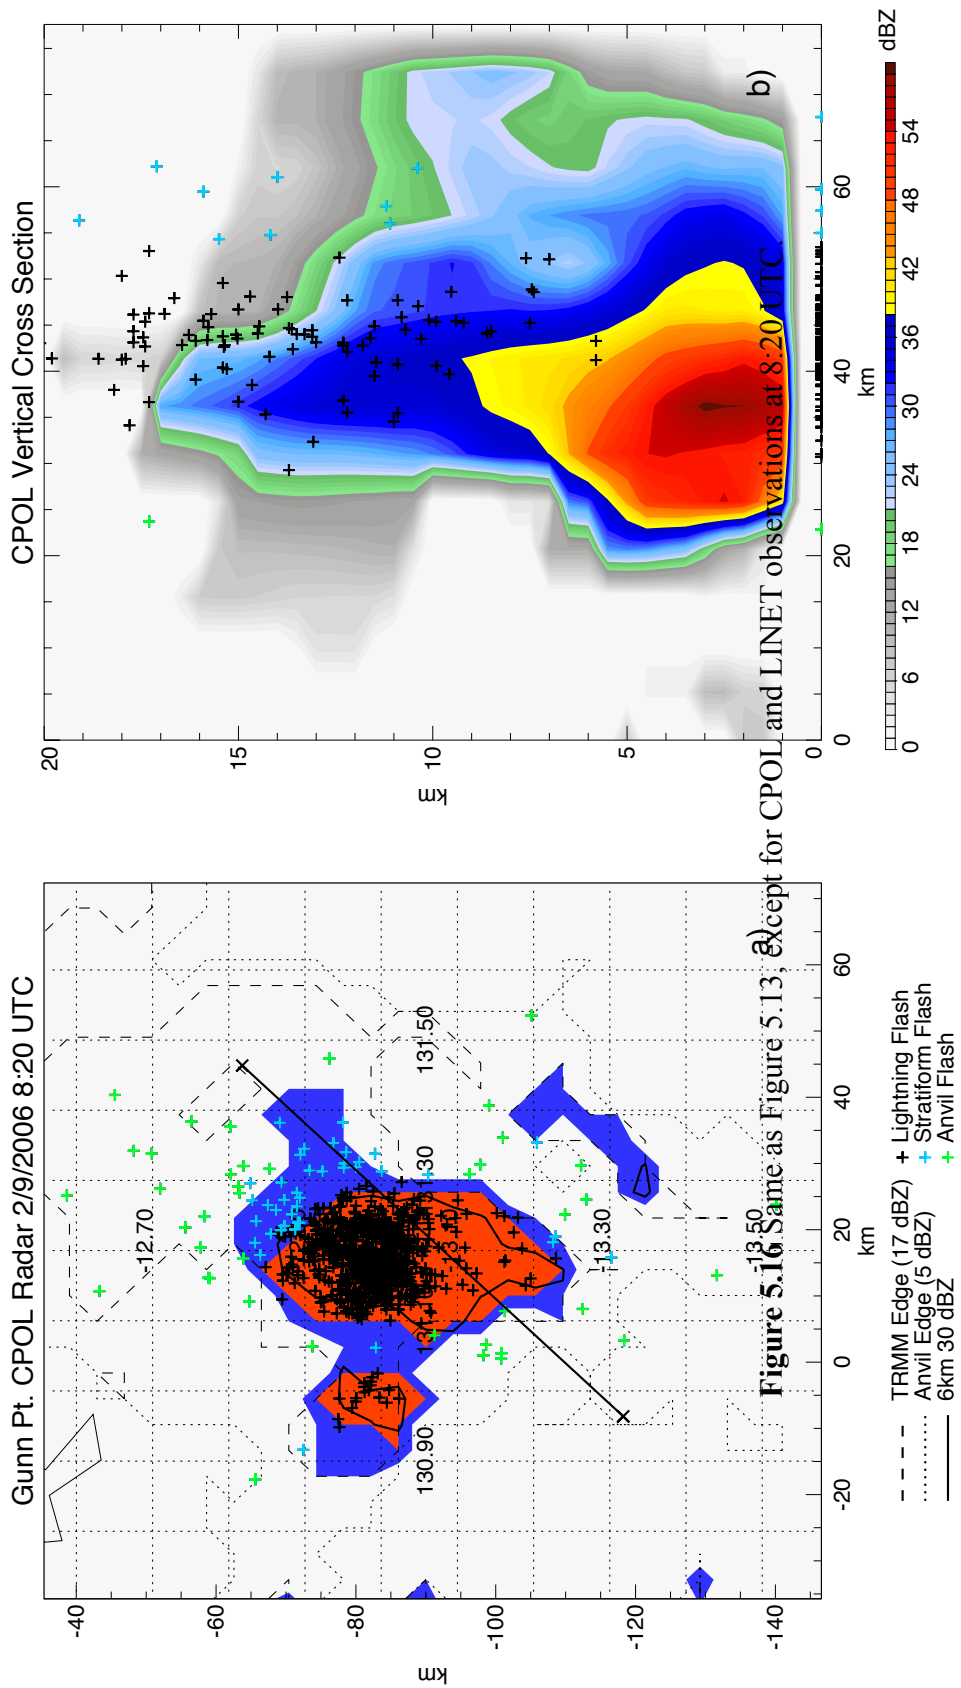 Gunn Pt. CPOL Radar 2/9/2006 8:20 UTC
-40
-60
-80
-100
-120
-140
km
-20
0
20
40
60
km
-12.70
-13.30
-13.50
130.90
131.50
a)
TRMM Edge (17 dBZ)
Anvil Edge (5 dBZ)
6km 30 dBZ
Lightning Flash
Stratiform Flash
Anvil Flash
CPOL Vertical Cross Section
20
15
10
5
0
km
0
20
40
60
km
b)
0
6
12
18
24
30
36
42
48
54
dBZ
Figure 5.16 Same as Figure 5.13, except for CPOL and LINET observations at 8:20 UTC.